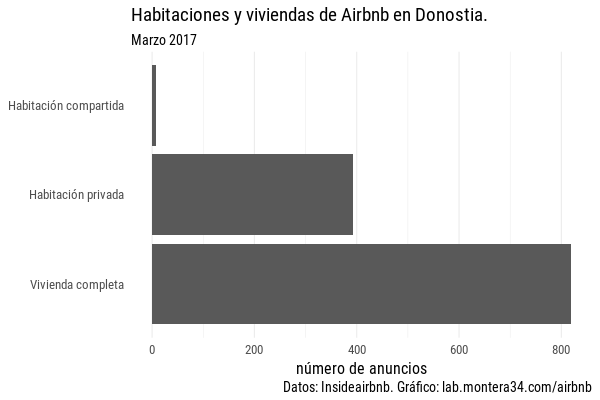 Habitaciones y viviendas de Airbnb en Donostia.
Marzo 2017
Habitación compartida
Habitación privada
Vivienda completa
0 200 400 600 800
número de anuncios
Datos: Insideairbnb. Gráfico: lab.montera34.com/airbnb